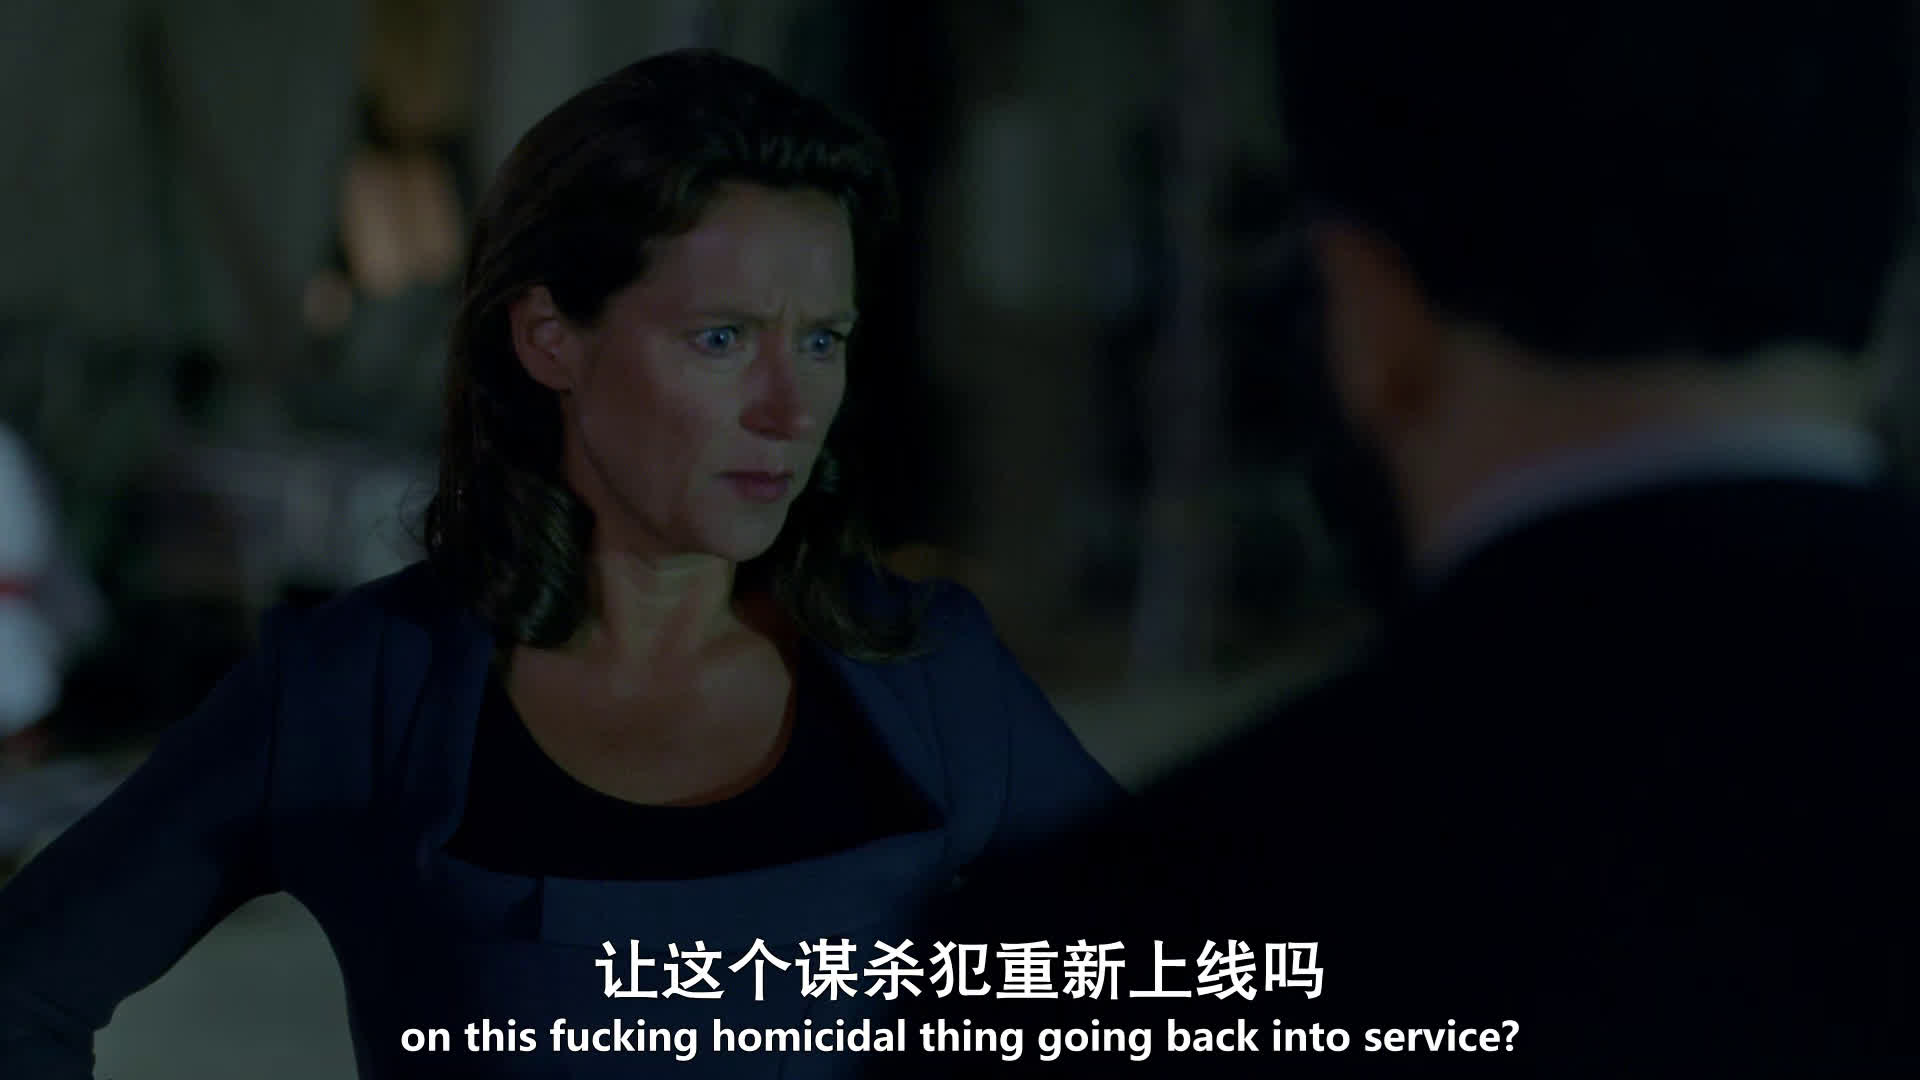 让这个谋杀犯重新上线吗
on this fucking homicidal thing going back into service?